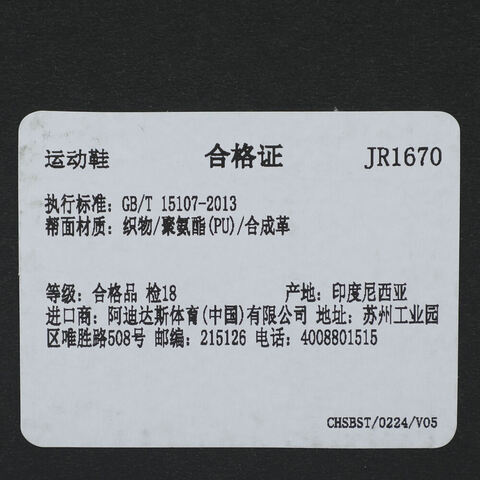 运动鞋 合格证 JR1670
执行标准: GB/T 15107-2013
帮面材质: 织物/聚氨酯(PU)/合成革
等级: 合格品 检18 产地: 印度尼西亚
进口商: 阿迪达斯体育(中国)有限公司 地址: 苏州工业园
区唯胜路508号 邮编: 215126 电话: 4008801515
CHSBST/0224/V05